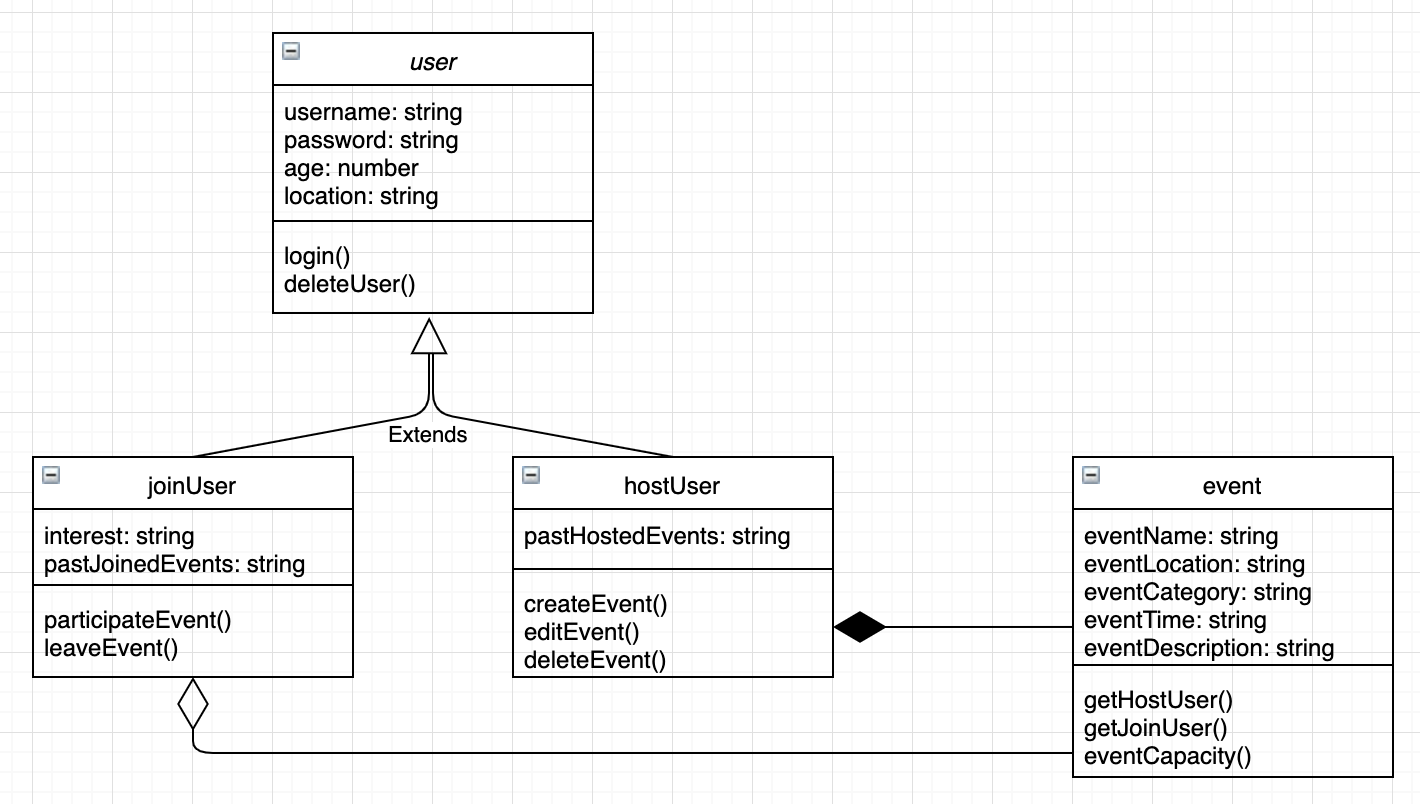 user
username: string
password: string
age: number
location: string
login()
deleteUser()
Extends
joinUser
interest: string
pastJoinedEvents: string
participateEvent()
leaveEvent()
hostUser
pastHostedEvents: string
createEvent()
editEvent()
deleteEvent()
event
eventName: string
eventLocation: string
eventCategory: string
eventTime: string
eventDescription: string
getHostUser()
getJoinUser()
eventCapacity()